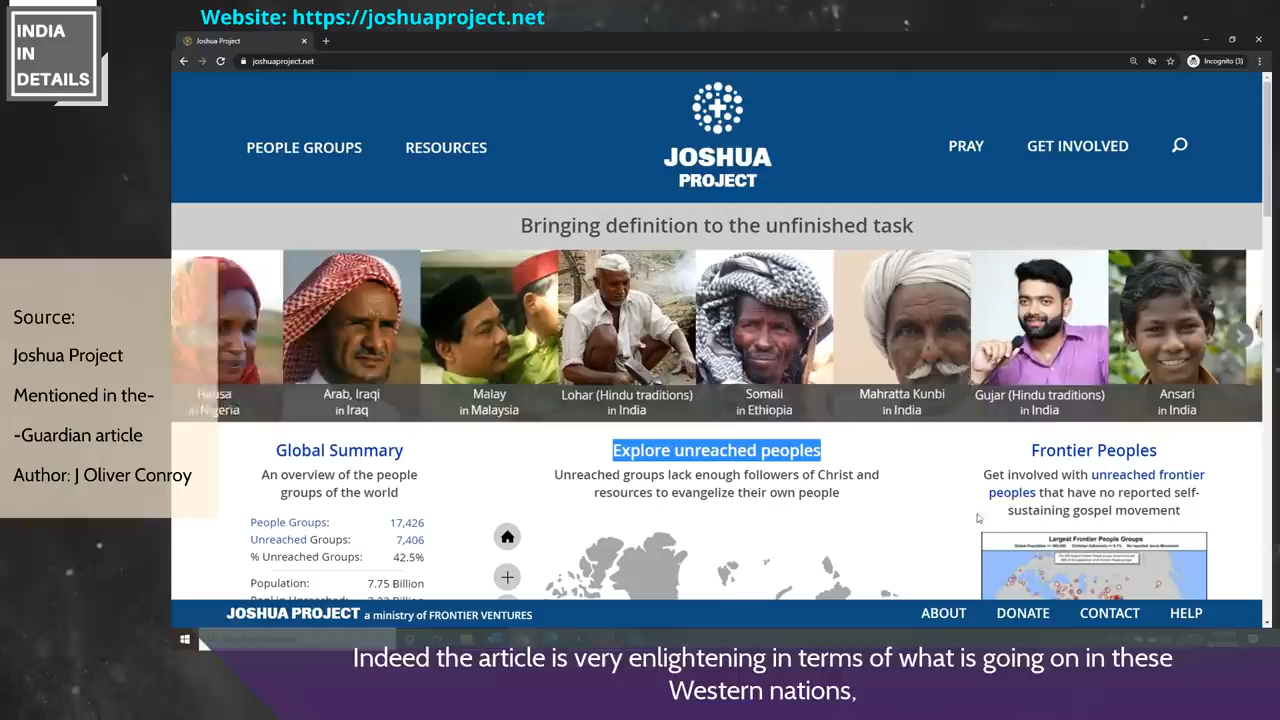 Website: https://joshuaproject.net
INDIA
IN
DETAILS
Joshua Project
joshuaproject.net
Incognito (3)
PEOPLE GROUPS
RESOURCES
JOSHUA
PROJECT
PRAY
GET INVOLVED
Bringing definition to the unfinished task
Hausa
in Nigeria
Arab, Iraqi
in Iraq
Malay
in Malaysia
Lohar (Hindu traditions)
in India
Somali
in Ethiopia
Mahratta Kunbi
in India
Gujar (Hindu traditions)
in India
Ansari
in India
Source:
Joshua Project
Mentioned in the-
-Guardian article
Author: J Oliver Conroy
Global Summary
An overview of the people
groups of the world
People Groups: 17,426
Unreached Groups: 7,406
% Unreached Groups: 42.5%
Population: 7.75 Billion
Explore unreached peoples
Unreached groups lack enough followers of Christ and
resources to evangelize their own people
Frontier Peoples
Get involved with unreached frontier
peoples that have no reported self-
sustaining gospel movement
Largest Frontier People Groups
JOSHUA PROJECT a ministry of FRONTIER VENTURES
ABOUT
DONATE
CONTACT
HELP
Indeed the article is very enlightening in terms of what is going on in these
Western nations,